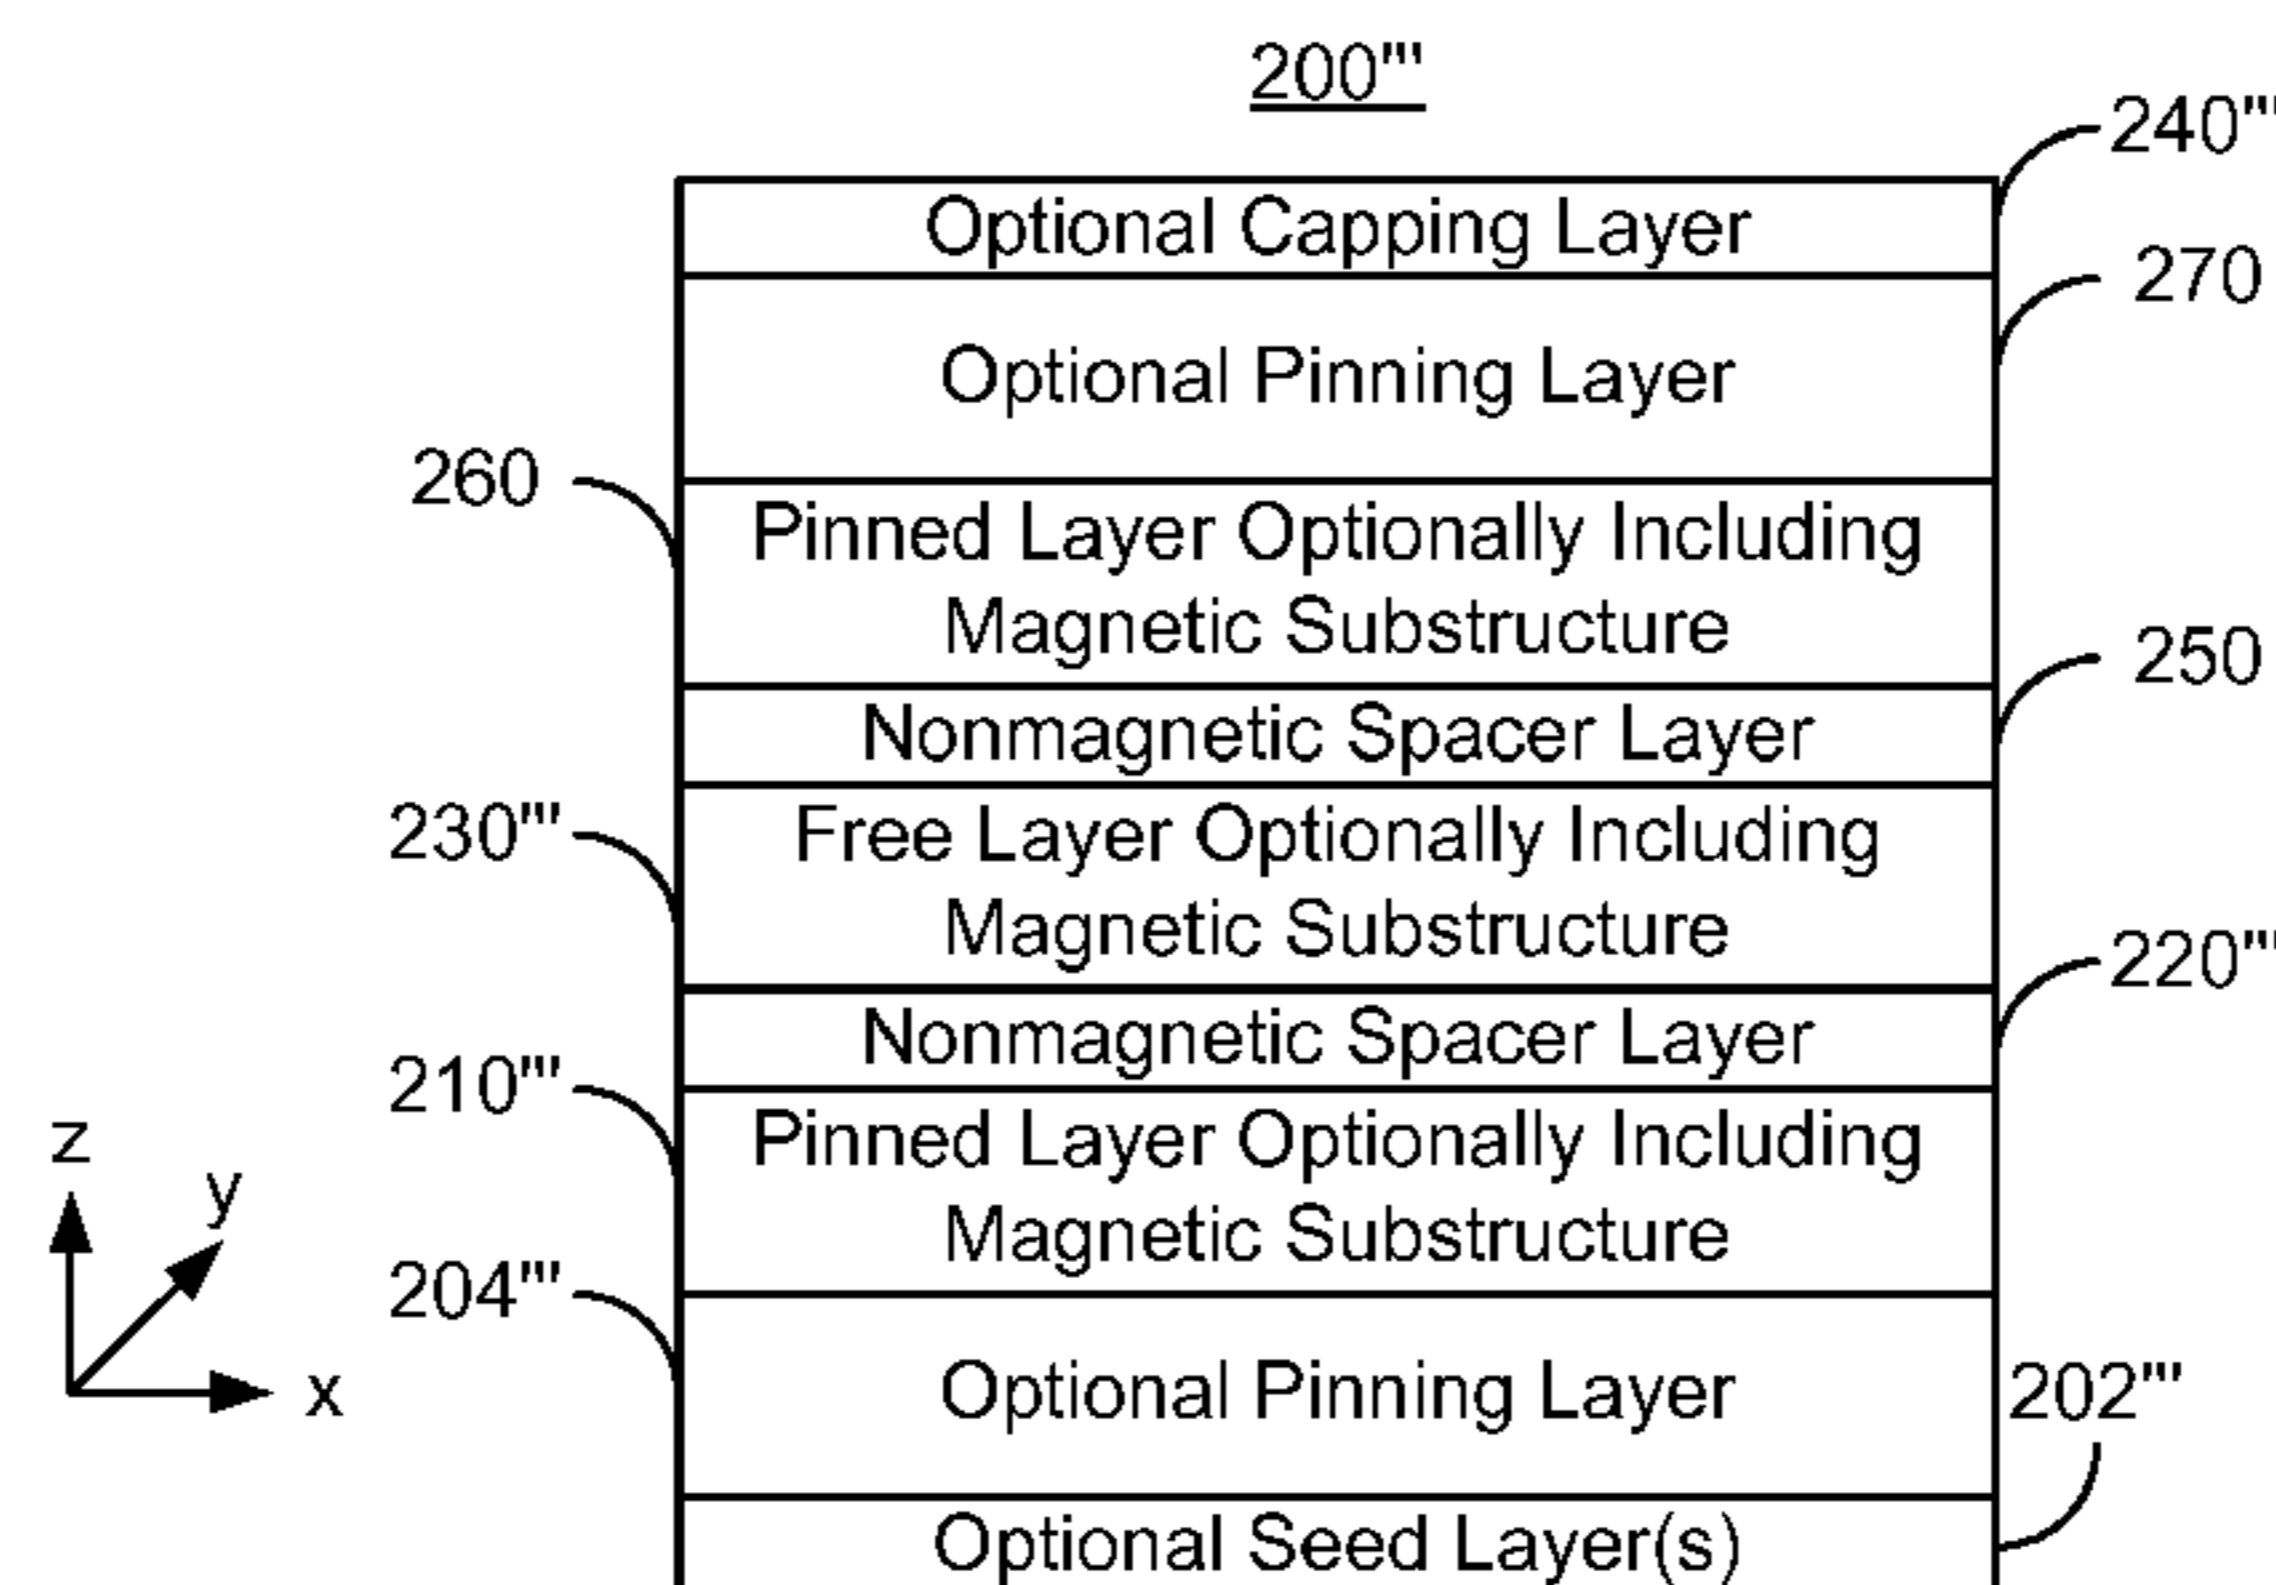 200'''
240'''
Optional Capping Layer
270
Optional Pinning Layer
260
Pinned Layer Optionally Including
Magnetic Substructure
250
Nonmagnetic Spacer Layer
230'''
Free Layer Optionally Including
Magnetic Substructure
220'''
Nonmagnetic Spacer Layer
210'''
Pinned Layer Optionally Including
Magnetic Substructure
z
y
204'''
x
Optional Pinning Layer
202'''
Optional Seed Layer(s)